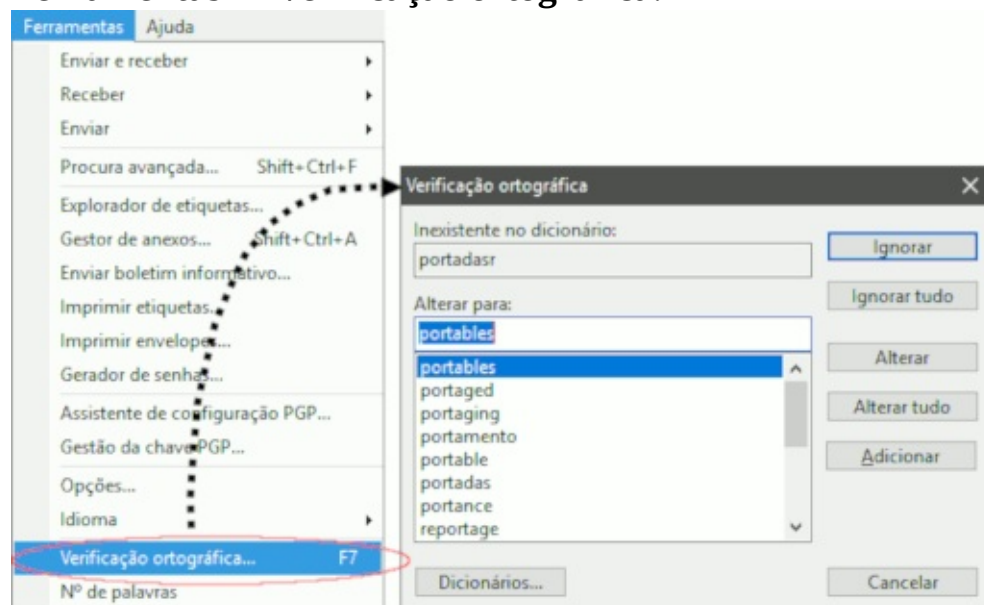 Ferramentas Ajuda
Enviar e receber
Receber
Enviar
Procura avançada... Shift+Ctrl+F
Explorador de etiquetas...
Gestor de anexos... Shift+Ctrl+A
Enviar boletim informativo...
Imprimir etiquetas...
Imprimir envelopes...
Gerador de senhas...
Assistente de configuração PGP...
Gestão da chave PGP...
Opções...
Idioma
Verificação ortográfica... F7
Nº de palavras
Verificação ortográfica
Inexistente no dicionário:
portadasr
Alterar para:
portables
portables
portaged
portaging
portamento
portable
portadas
portance
reportage
Ignorar
Ignorar tudo
Alterar
Alterar tudo
Adicionar
Dicionários...
Cancelar